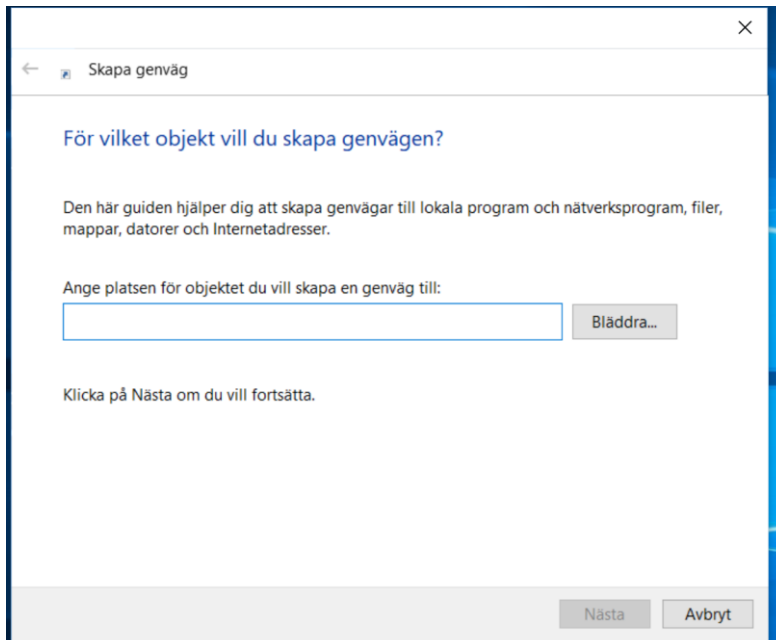 Skapa genväg
För vilket objekt vill du skapa genvägen?
Den här guiden hjälper dig att skapa genvägar till lokala program och nätverksprogram, filer,
mappar, datorer och Internetadresser.
Ange platsen för objektet du vill skapa en genväg till:
Bläddra...
Klicka på Nästa om du vill fortsätta.
Nästa
Avbryt